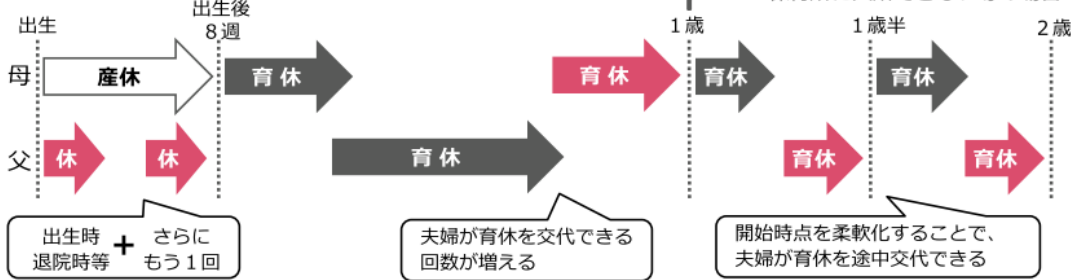 出生
出生後
8週
1歳
1歳半
2歳
母
産休
育休
育休
育休
育休
父
休
休
育休
育休
育休
出生時
退院時等
+
さらに
もう1回
夫婦が育休を交代できる
回数が増える
開始時点を柔軟化することで、
夫婦が育休を途中交代できる